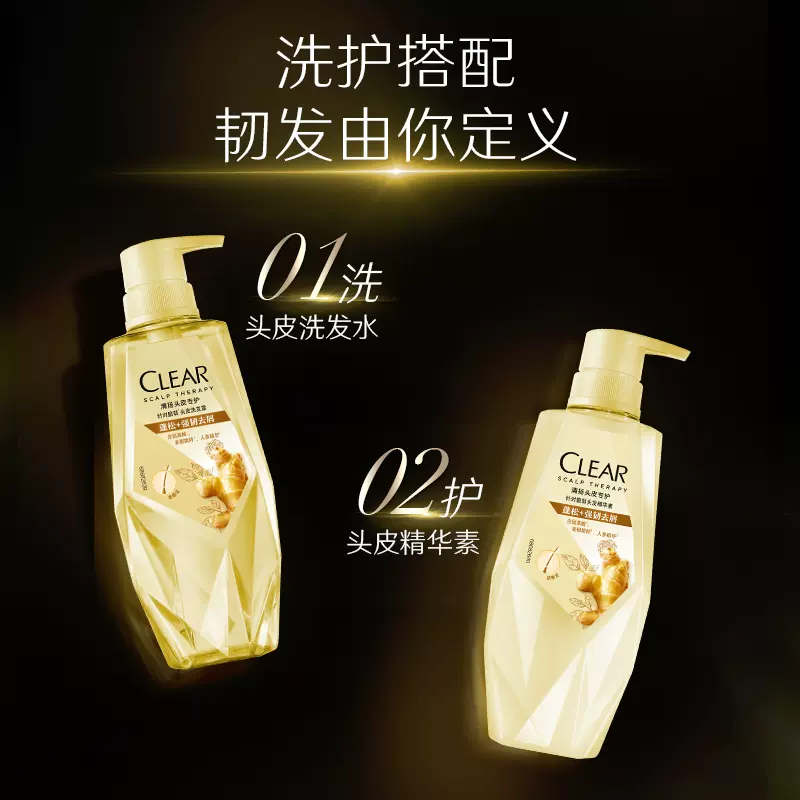 洗护搭配
韧发由你定义
01洗
头皮洗发水
CLEAR
SCALP THERAPY
清扬头皮专护
蓬松+强韧去屑
02护
头皮精华素
CLEAR
SCALP THERAPY
清扬头皮专护
蓬松+强韧去屑